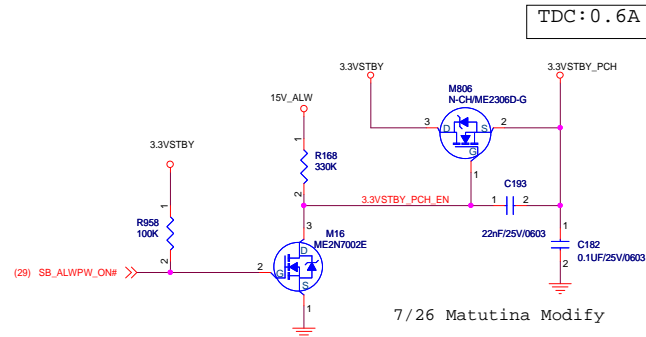 TDC:0.6A
3.3VSTBY
3.3VSTBY_PCH
M806
N-CH/ME2306D-G
15V_ALW
3
D
S
2
G
1
3.3VSTBY
1
R168
330K
2
C193
3.3VSTBY_PCH_EN
1
2
22nF/25V/0603
1
R958
100K
2
3
M16
ME2N7002E
D
1
C182
0.1UF/25V/0603
2
(29) SB_ALWPW_ON#
2
G
S
1
7/26 Matutina Modify